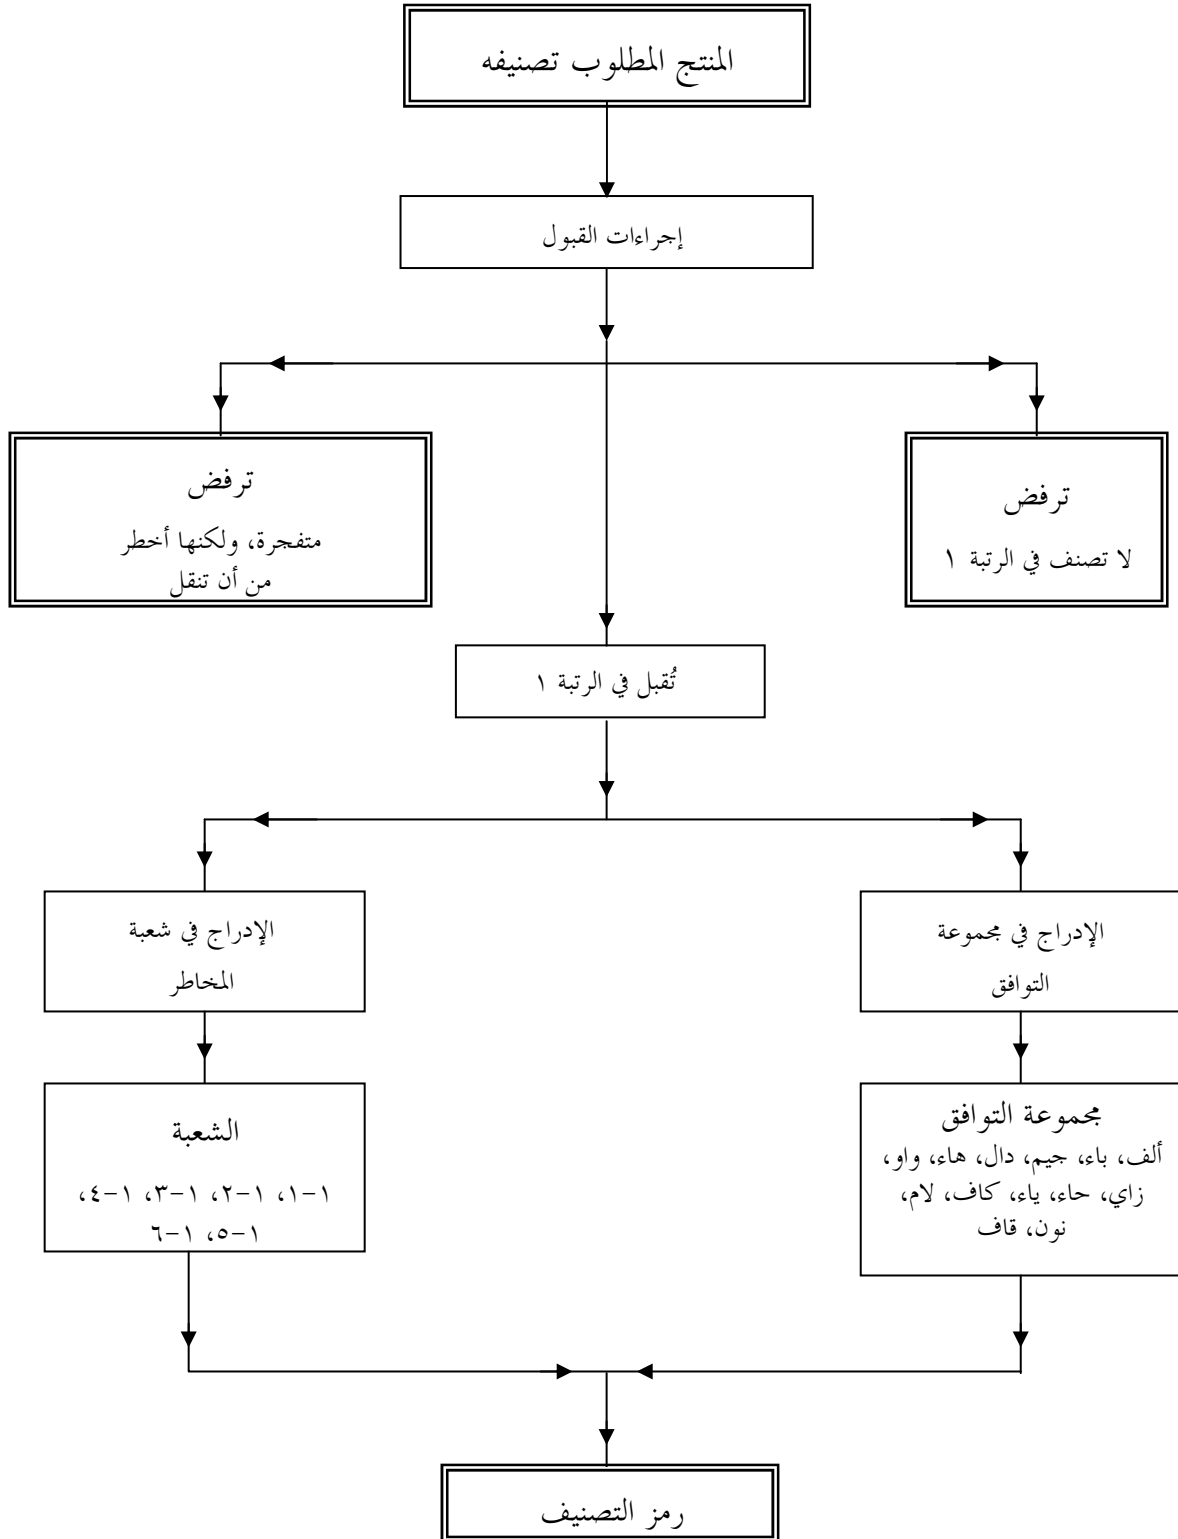 المنتج المطلوب تصنيفه
إجراءات القبول
ترفض
لا تصنف في الرتبة ١
ترفض
متفجرة، ولكنها أخطر
من أن تنقل
تُقبل في الرتبة ١
الإدراج في مجموعة
التوافق
الإدراج في شعبة
المخاطر
مجموعة التوافق
ألف، باء، جيم، دال، هاء، واو،
زاي، حاء، ياء، كاف، لام،
نون، قاف
الشعبة
١-١، ١-٢، ١-٣، ١-٤،
١-٥، ١-٦
رمز التصنيف